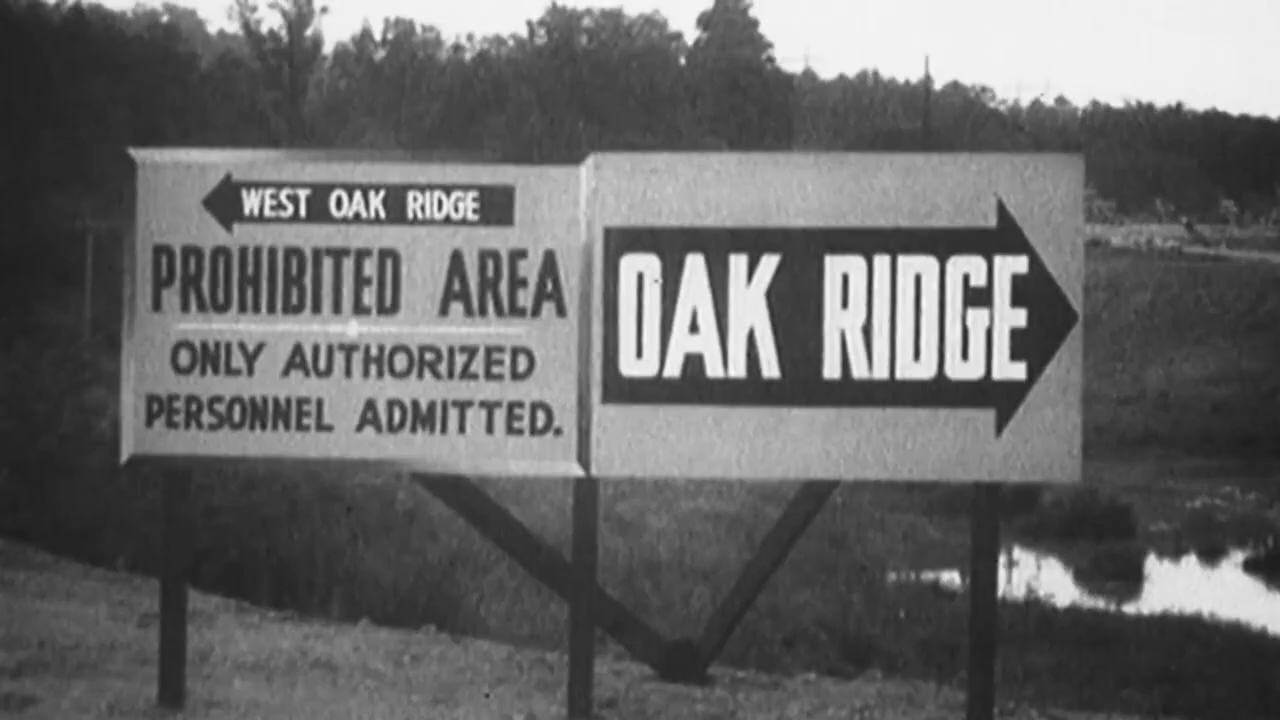 WEST OAK RIDGE
PROHIBITED AREA
ONLY AUTHORIZED
PERSONNEL ADMITTED.
OAK RIDGE